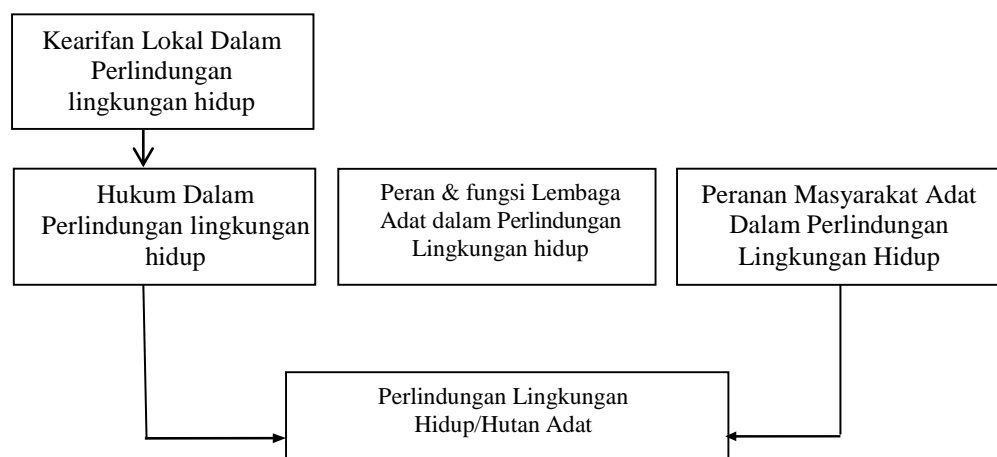 Kearifan Lokal Dalam
Perlindungan
lingkungan hidup
Hukum Dalam
Perlindungan lingkungan
hidup
Peran & fungsi Lembaga
Adat dalam Perlindungan
Lingkungan hidup
Peranan Masyarakat Adat
Dalam Perlindungan
Lingkungan Hidup
Perlindungan Lingkungan
Hidup/Hutan Adat